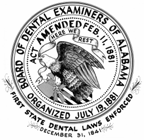 BOARD OF DENTAL EXAMINERS OF ALABAMA
ACT AMENDED FEB. 11, 1881
HERE WE REST
ORGANIZED JULY 13, 1881
FIRST STATE DENTAL LAWS ENFORCED
DECEMBER 31, 1841